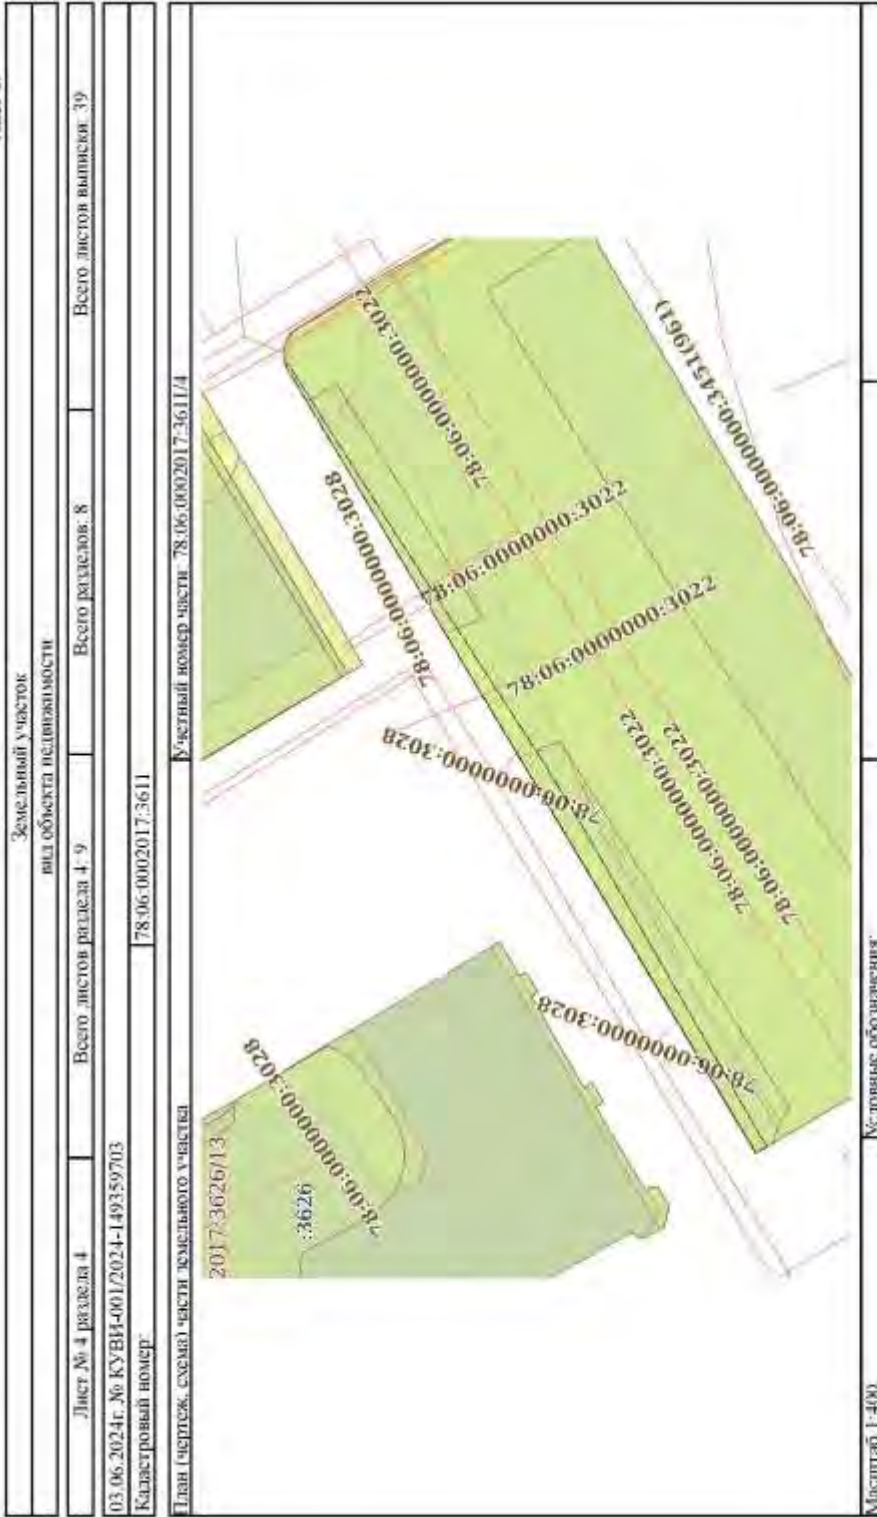 Земельный участок
вид объекта недвижимости
Лист № 4 раздела 4
Всего листов раздела 4: 9
Всего разделов: 8
Всего листов выписки: 39
03.06.2024г. № КУВИ-001/2024-149359703
Кадастровый номер:
78:06:0002017:3611
План (чертеж, схема) части земельного участка
Учетный номер части: 78:06:0002017:3611/4
2017:3626/13
:3626
78:06:0000000:3028
78:06:0000000:3028
78:06:0000000:3028
78:06:0000000:3028
78:06:0000000:3022
78:06:0000000:3022
78:06:0000000:3022
78:06:0000000:3022
78:06:0000000:3022
78:06:0000000:3451(961)
Масштаб 1:400
Условные обозначения: